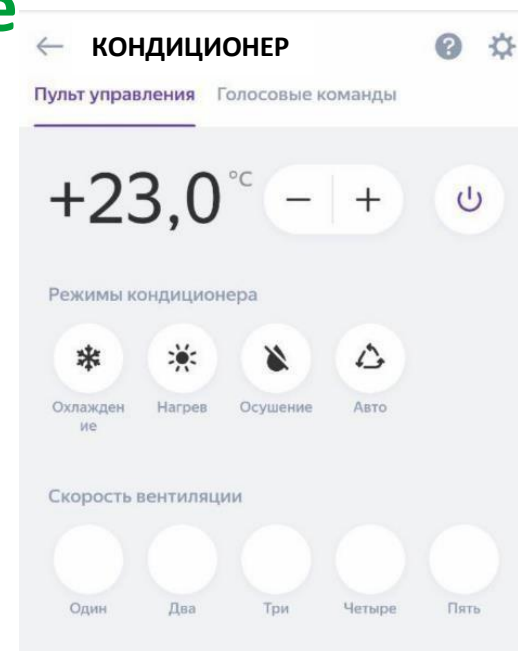 е
КОНДИЦИОНЕР ?
Пульт управления Голосовые команды
+23,0 °C − +
Режимы кондиционера
Охлажден
ие
Нагрев
Осушение
Авто
Скорость вентиляции
Один Два Три Четыре Пять